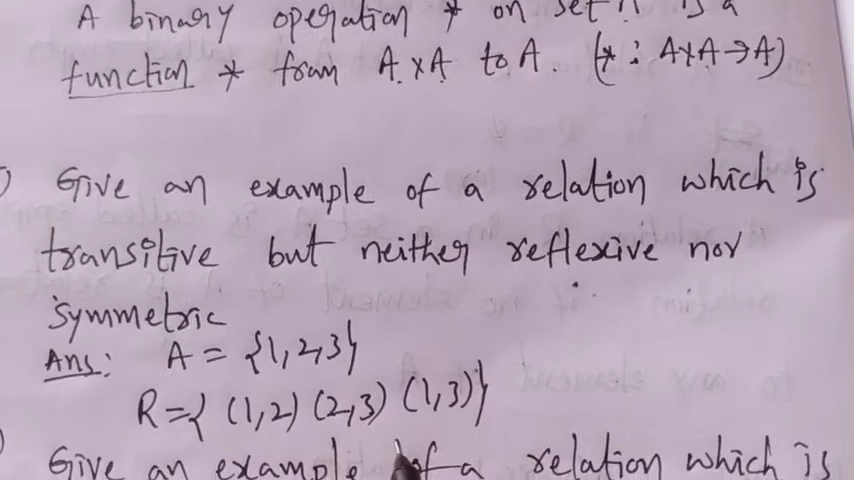 A binary operation * on set A is a
function * from A × A to A. (* : A×A→A)
Give an example of a relation which is
transitive but neither reflexive nor
symmetric
Ans: A = {1,2,3}
R={ (1,2) (2,3) (1,3)}
Give an example of a relation which is